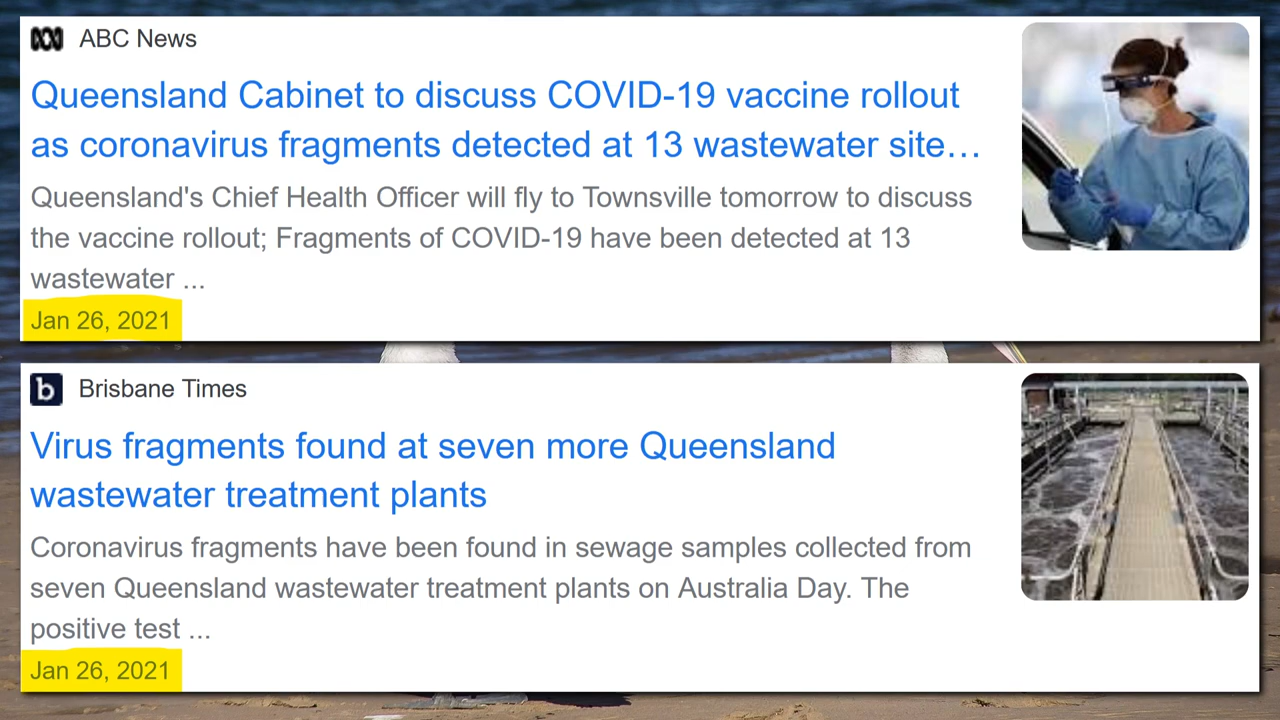 ABC News
Queensland Cabinet to discuss COVID-19 vaccine rollout
as coronavirus fragments detected at 13 wastewater site...
Queensland's Chief Health Officer will fly to Townsville tomorrow to discuss
the vaccine rollout; Fragments of COVID-19 have been detected at 13
wastewater ...
Jan 26, 2021
b Brisbane Times
Virus fragments found at seven more Queensland
wastewater treatment plants
Coronavirus fragments have been found in sewage samples collected from
seven Queensland wastewater treatment plants on Australia Day. The
positive test ...
Jan 26, 2021